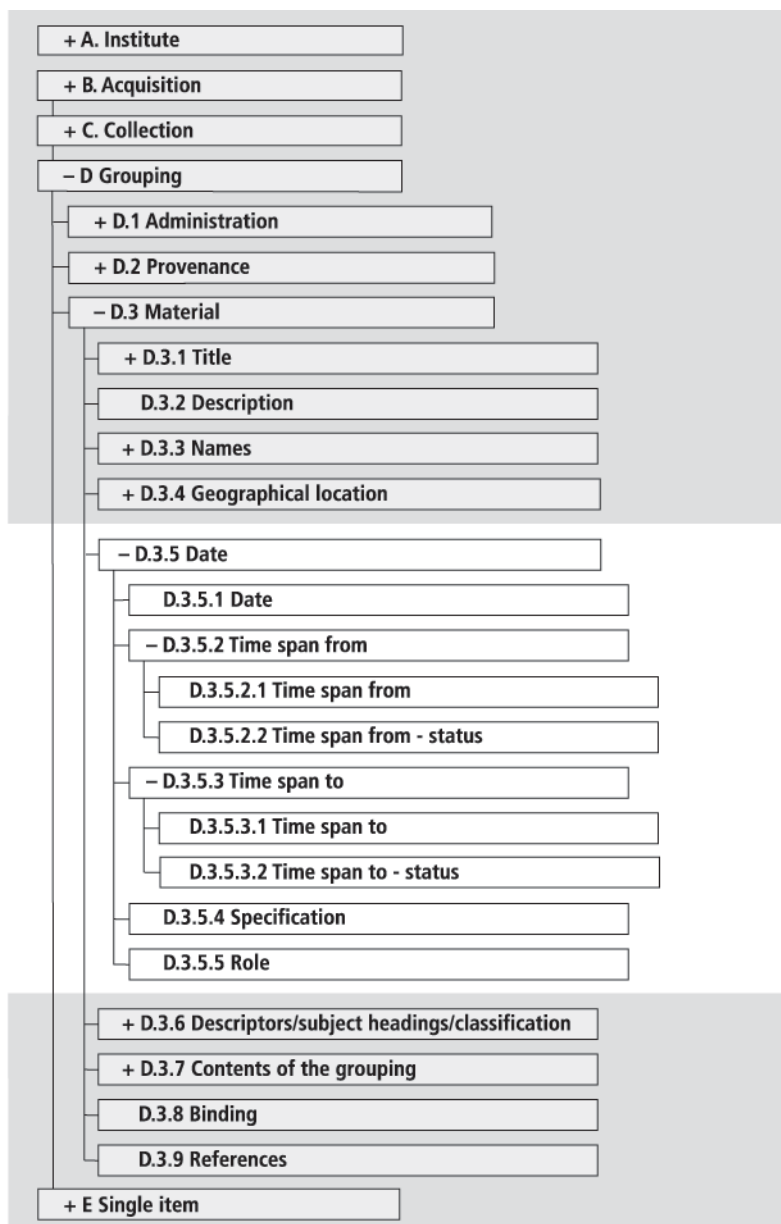 + A. Institute
+ B. Acquisition
+ C. Collection
– D Grouping
+ D.1 Administration
+ D.2 Provenance
– D.3 Material
+ D.3.1 Title
D.3.2 Description
+ D.3.3 Names
+ D.3.4 Geographical location
– D.3.5 Date
D.3.5.1 Date
– D.3.5.2 Time span from
D.3.5.2.1 Time span from
D.3.5.2.2 Time span from - status
– D.3.5.3 Time span to
D.3.5.3.1 Time span to
D.3.5.3.2 Time span to - status
D.3.5.4 Specification
D.3.5.5 Role
+ D.3.6 Descriptors/subject headings/classification
+ D.3.7 Contents of the grouping
D.3.8 Binding
D.3.9 References
+ E Single item